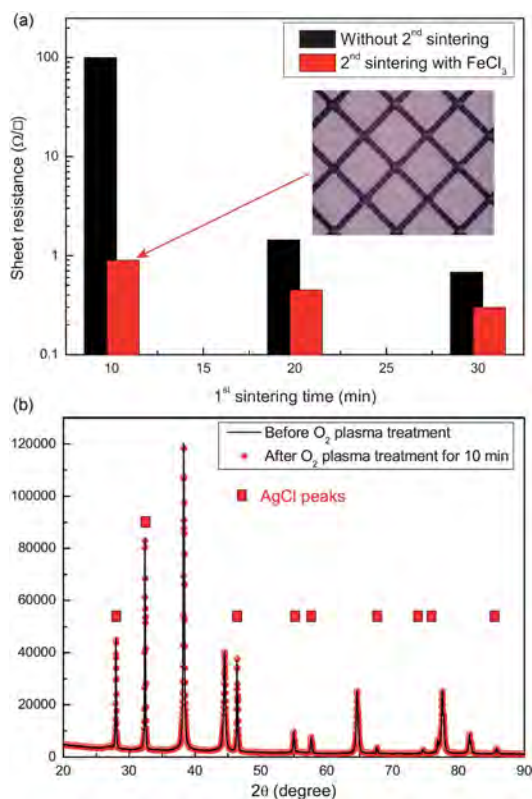 (a)
Without 2nd sintering
2nd sintering with FeCl3
100
10
1
0.1
Sheet resistance (Ω/□)
10 15 20 25 30
1st sintering time (min)
(b)
Before O2 plasma treatment
After O2 plasma treatment for 10 min
AgCl peaks
120000
100000
80000
60000
40000
20000
0
20 30 40 50 60 70 80 90
2θ (degree)